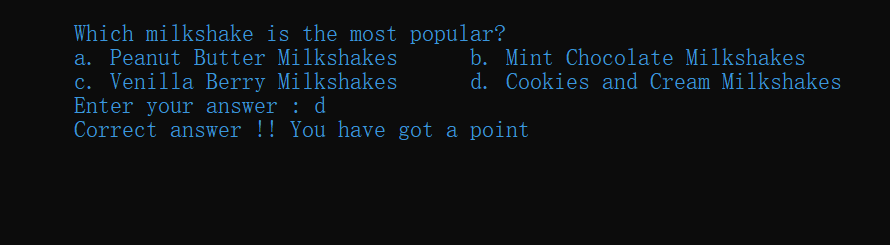 Which milkshake is the most popular?
a. Peanut Butter Milkshakes      b. Mint Chocolate Milkshakes
c. Venilla Berry Milkshakes      d. Cookies and Cream Milkshakes
Enter your answer : d
Correct answer !! You have got a point